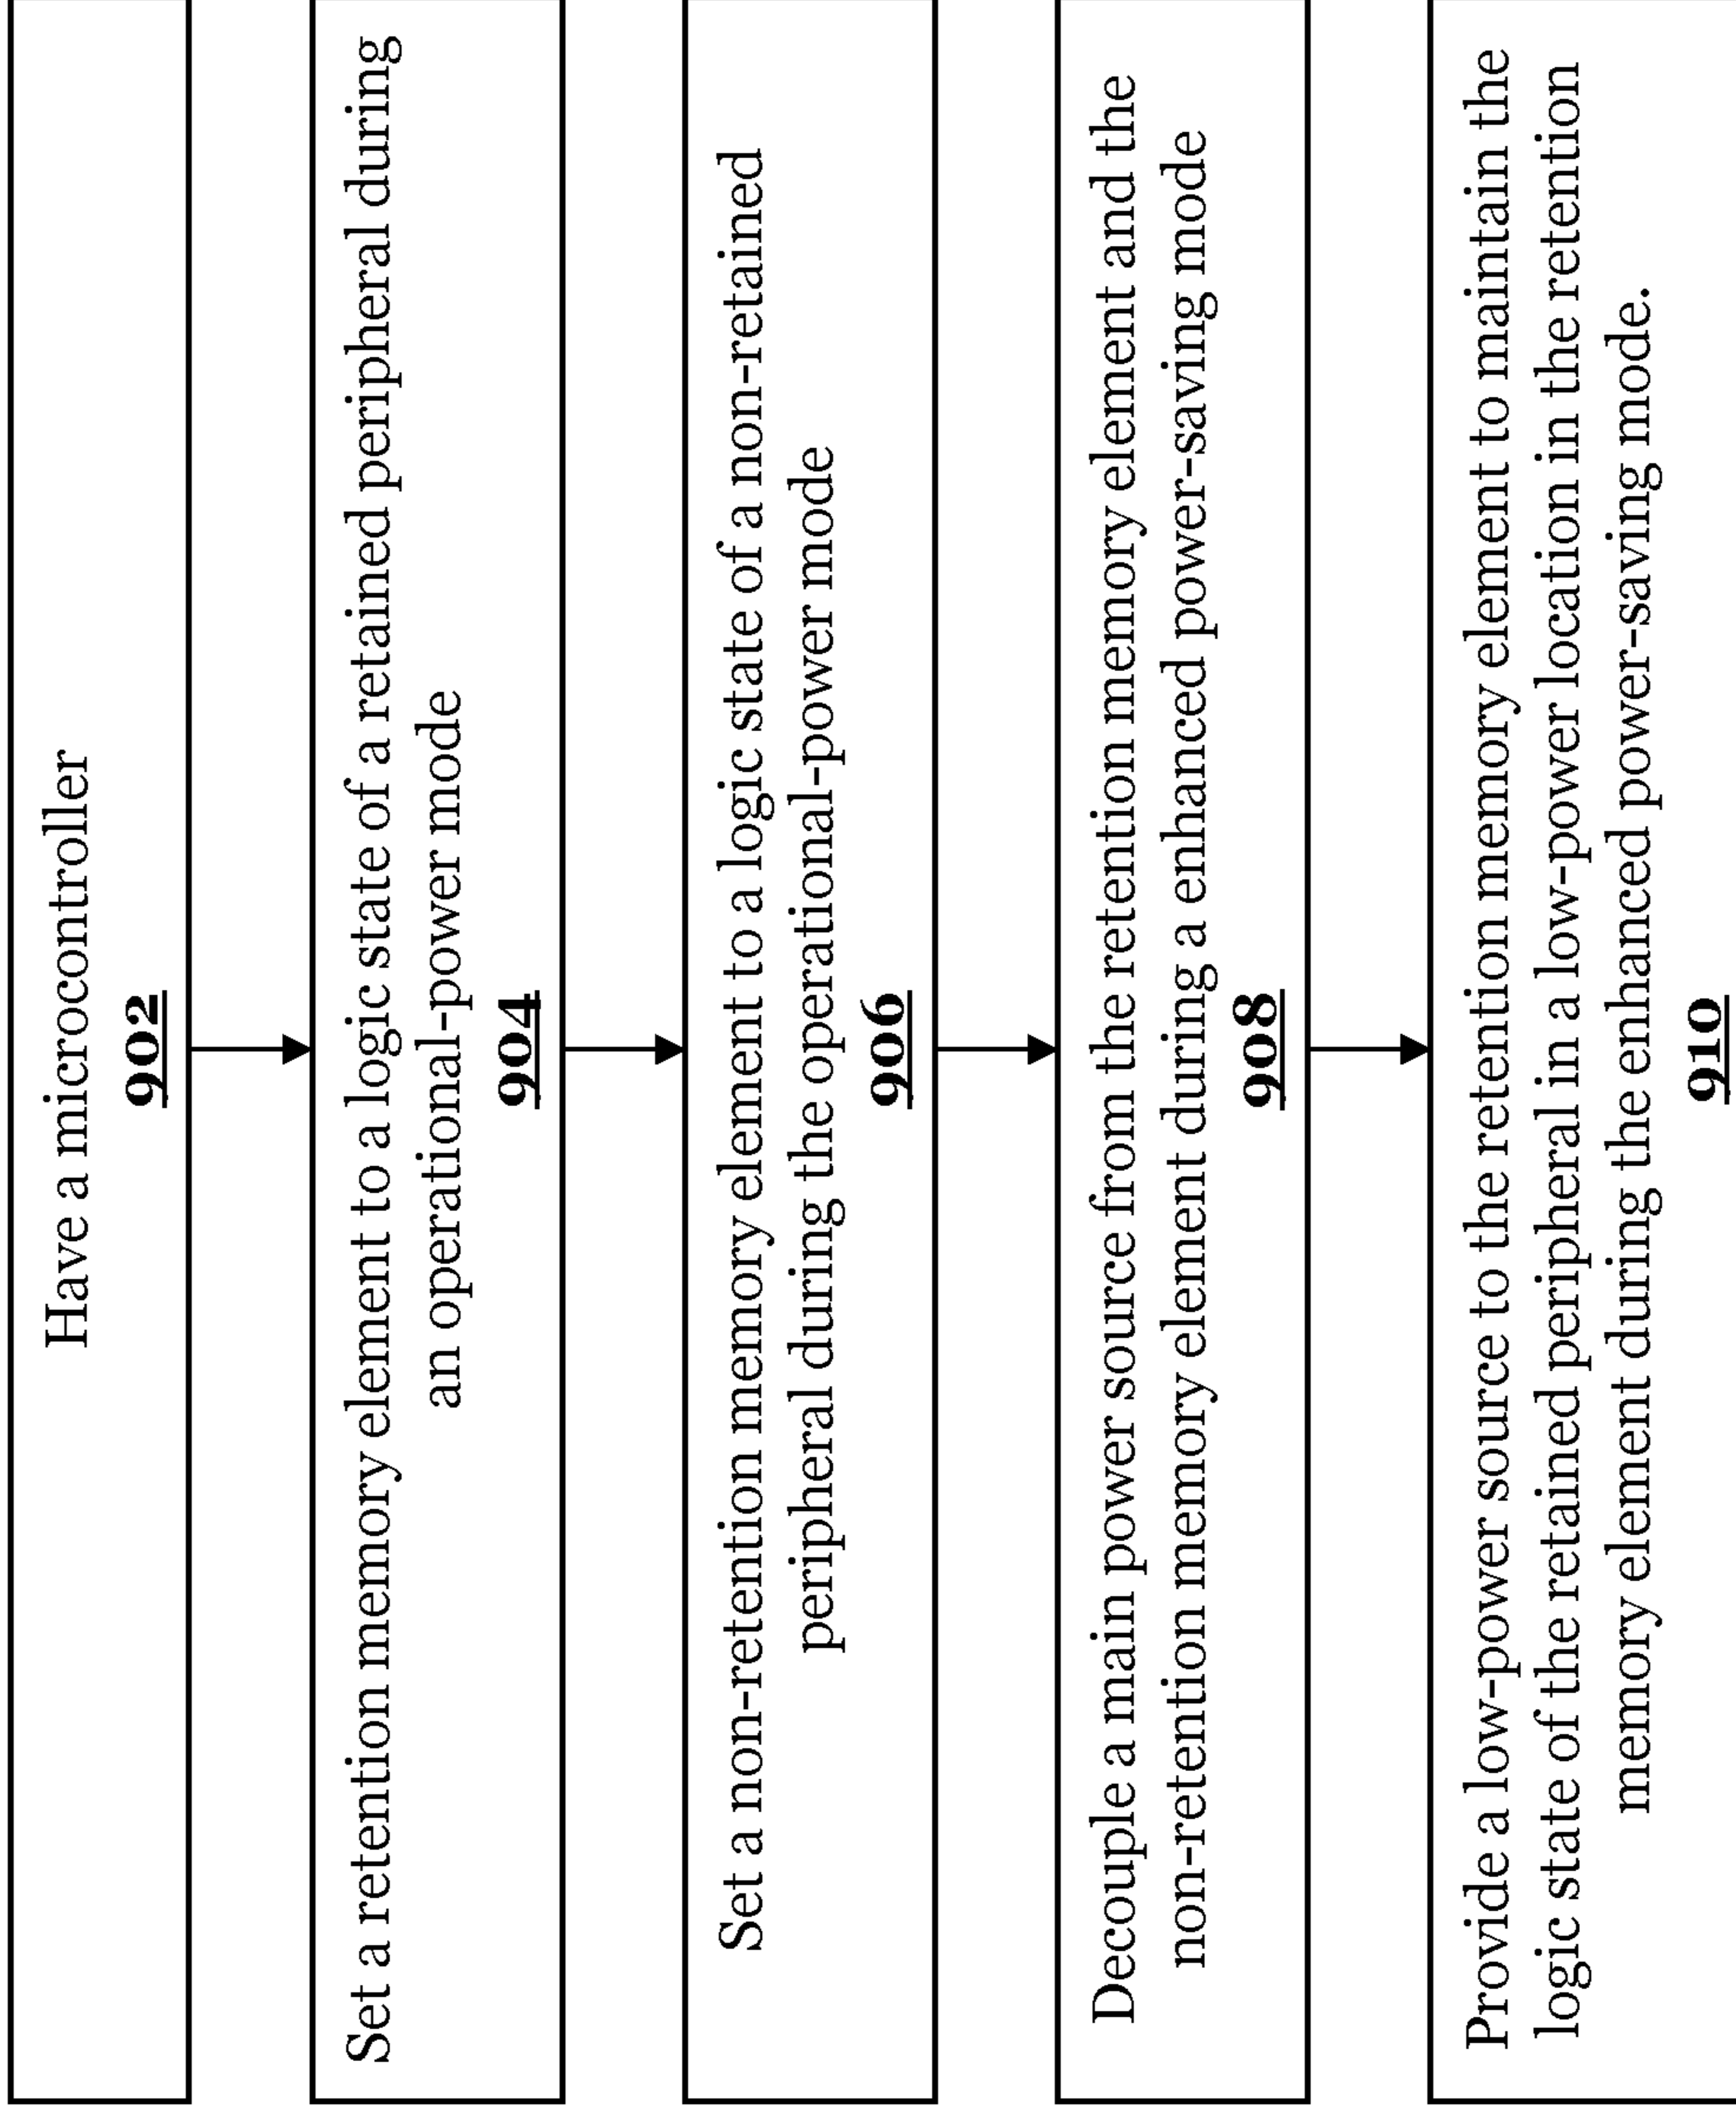 Have a microcontroller
902
Set a retention memory element to a logic state of a retained peripheral during
an operational-power mode
904
Set a non-retention memory element to a logic state of a non-retained
peripheral during the operational-power mode
906
Decouple a main power source from the retention memory element and the
non-retention memory element during a enhanced power-saving mode
908
Provide a low-power source to the retention memory element to maintain the
logic state of the retained peripheral in a low-power location in the retention
memory element during the enhanced power-saving mode.
910